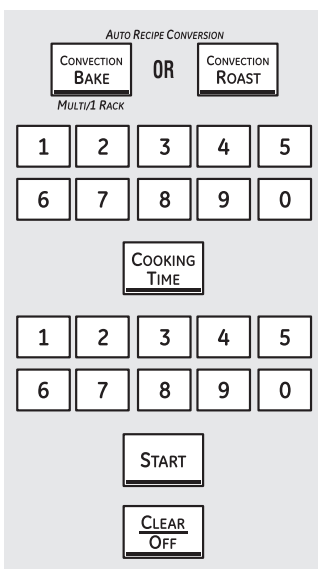 AUTO RECIPE CONVERSION
CONVECTION BAKE OR CONVECTION ROAST
MULTI/1 RACK
1 2 3 4 5
6 7 8 9 0
COOKING
TIME
1 2 3 4 5
6 7 8 9 0
START
CLEAR
OFF